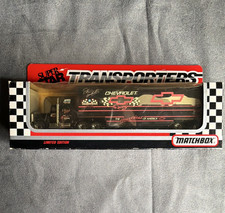 SUPER STAR
TRANSPORTERS
CHEVROLET
LIMITED EDITION
MATCHBOX